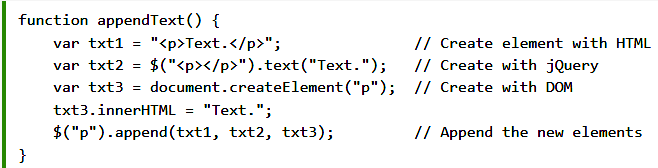 function appendText() {
    var txt1 = "<p>Text.</p>";               // Create element with HTML
    var txt2 = $("<p></p>").text("Text.");   // Create with jQuery
    var txt3 = document.createElement("p");  // Create with DOM
    txt3.innerHTML = "Text.";
    $("p").append(txt1, txt2, txt3);         // Append the new elements
}